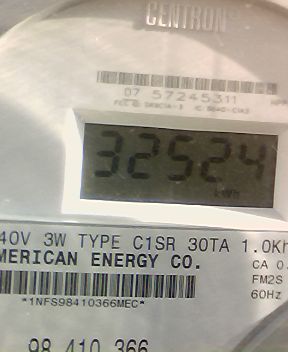 CENTRON
07 57245311
32524
kWh
40V 3W TYPE C1SR 30TA 1.0Kh
MERICAN ENERGY CO.
CA 0.
FM2S
*1NFS98410366MEC*
60Hz
98 410 366